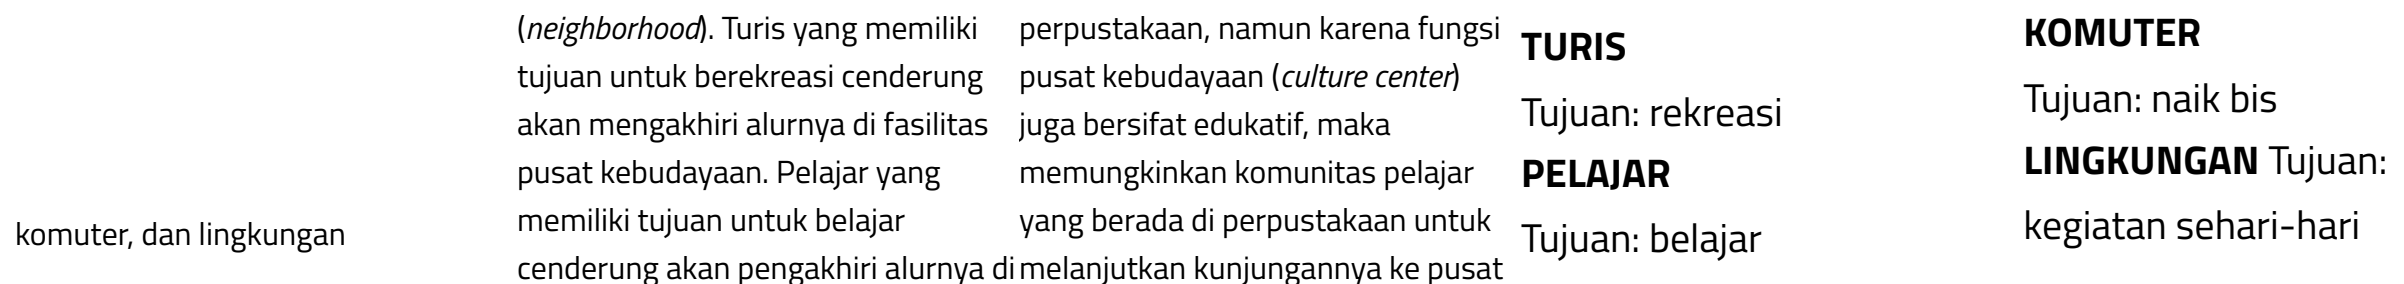 komuter, dan lingkungan
(neighborhood). Turis yang memiliki
tujuan untuk berekreasi cenderung
akan mengakhiri alurnya di fasilitas
pusat kebudayaan. Pelajar yang
memiliki tujuan untuk belajar
cenderung akan pengakhiri alurnya di
perpustakaan, namun karena fungsi
pusat kebudayaan (culture center)
juga bersifat edukatif, maka
memungkinkan komunitas pelajar
yang berada di perpustakaan untuk
melanjutkan kunjungannya ke pusat
TURIS
Tujuan: rekreasi
PELAJAR
Tujuan: belajar
KOMUTER
Tujuan: naik bis
LINGKUNGAN Tujuan:
kegiatan sehari-hari